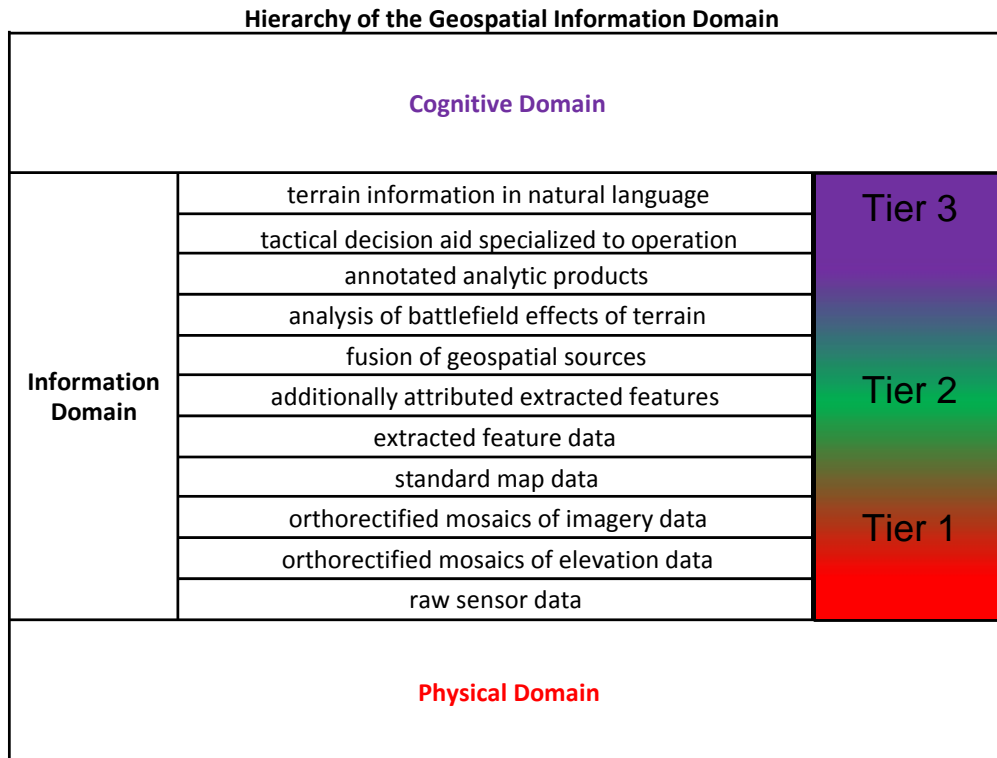 Hierarchy of the Geospatial Information Domain
Cognitive Domain
Information
Domain
terrain information in natural language
tactical decision aid specialized to operation
annotated analytic products
analysis of battlefield effects of terrain
fusion of geospatial sources
additionally attributed extracted features
extracted feature data
standard map data
orthorectified mosaics of imagery data
orthorectified mosaics of elevation data
raw sensor data
Tier 3
Tier 2
Tier 1
Physical Domain